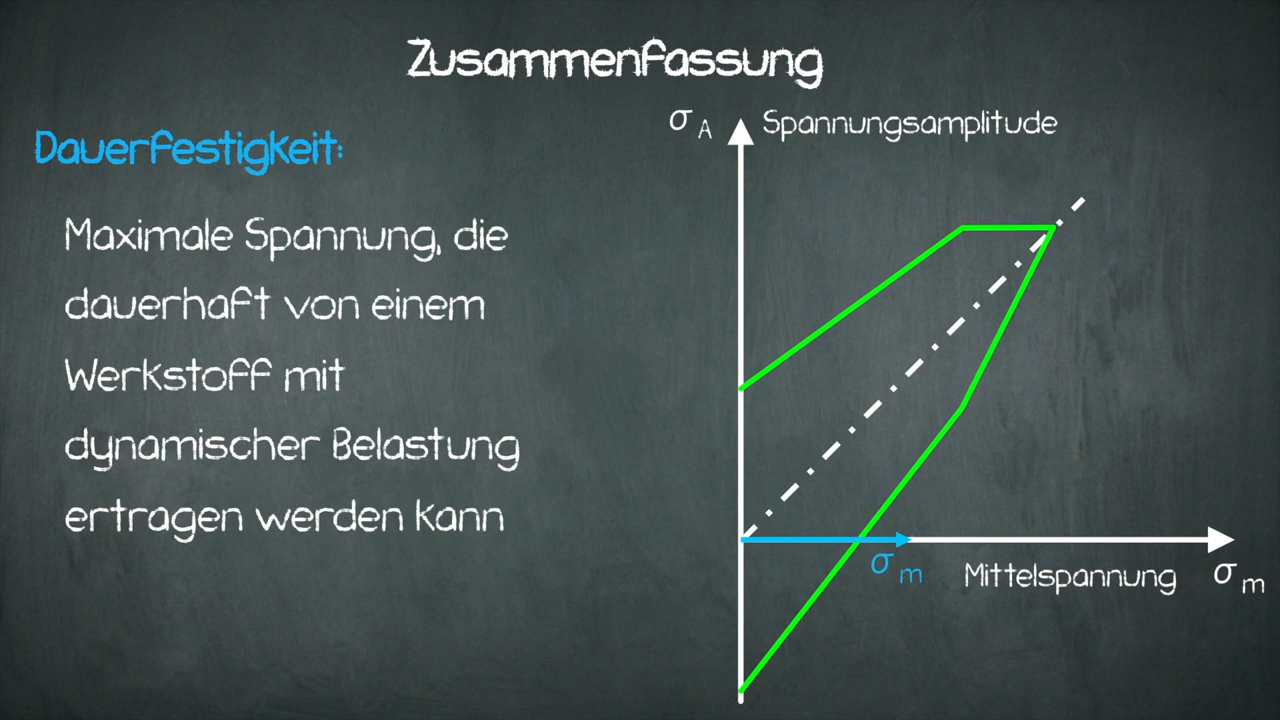 Zusammenfassung
Dauerfestigkeit:
Maximale Spannung, die
dauerhaft von einem
Werkstoff mit
dynamischer Belastung
ertragen werden kann
σ A Spannungsamplitude
σ m
Mittelspannung
σ m